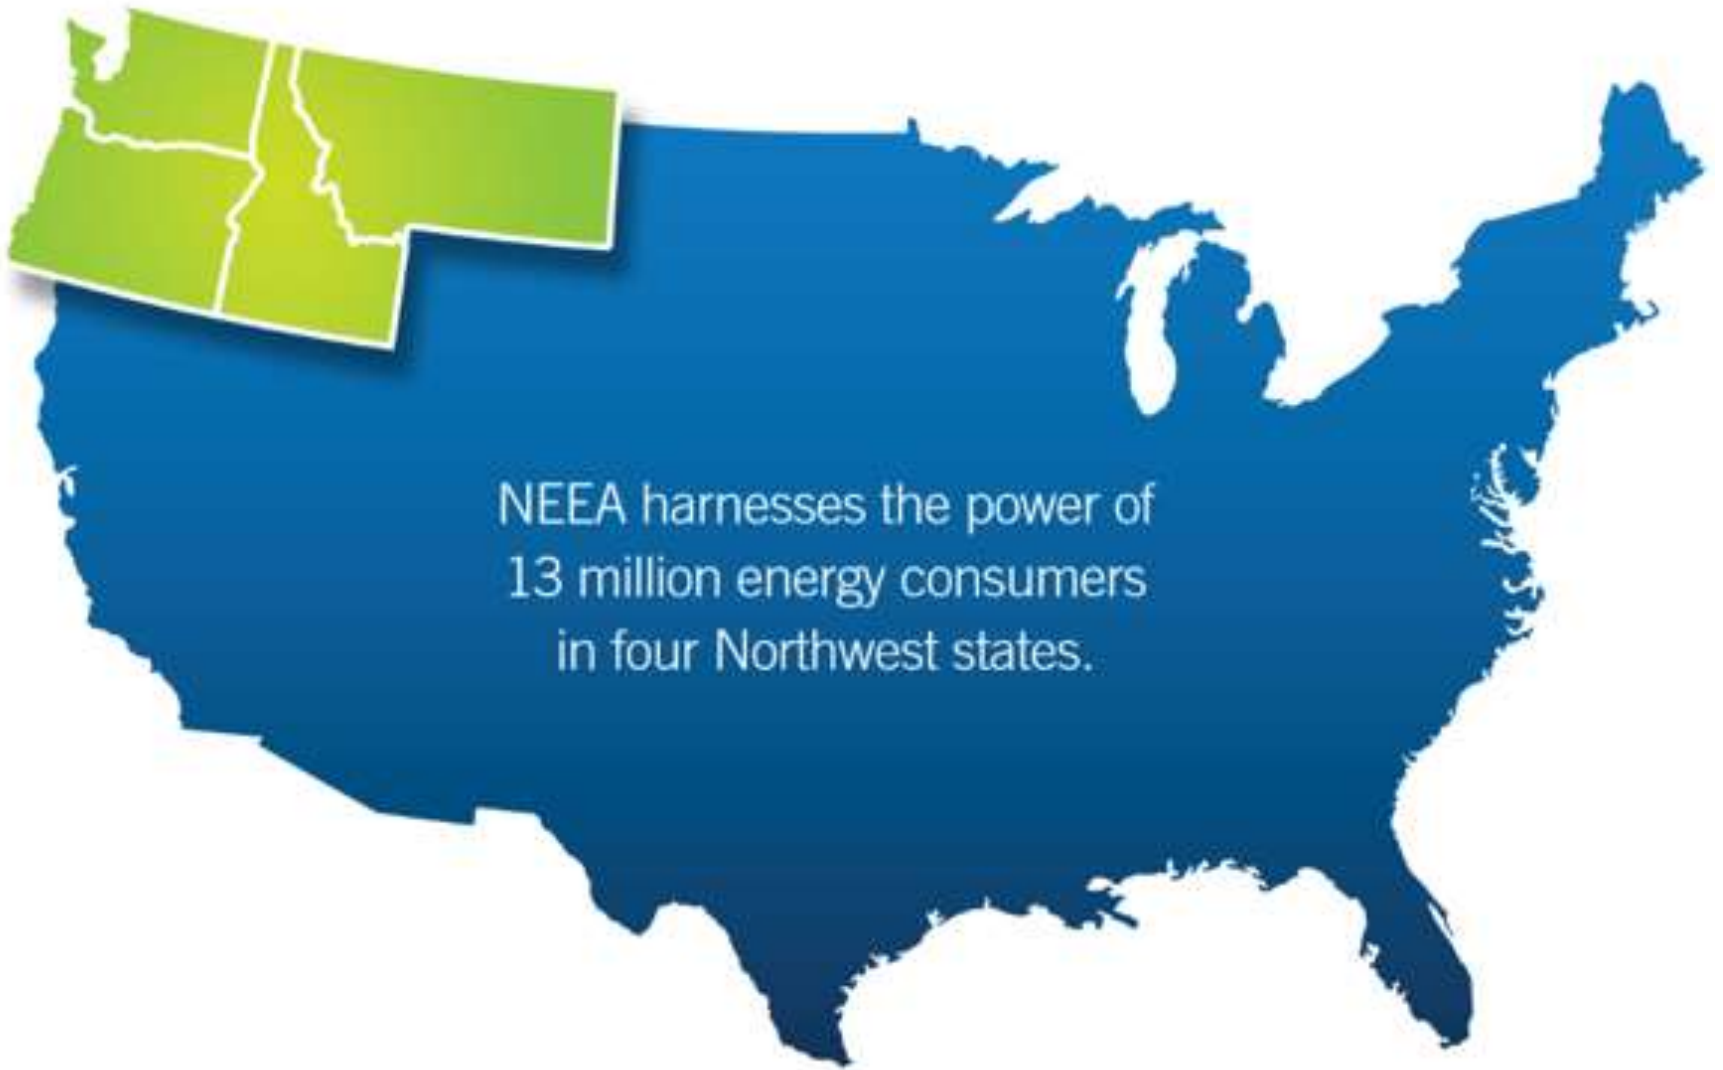 NEEA harnesses the power of
13 million energy consumers
in four Northwest states.